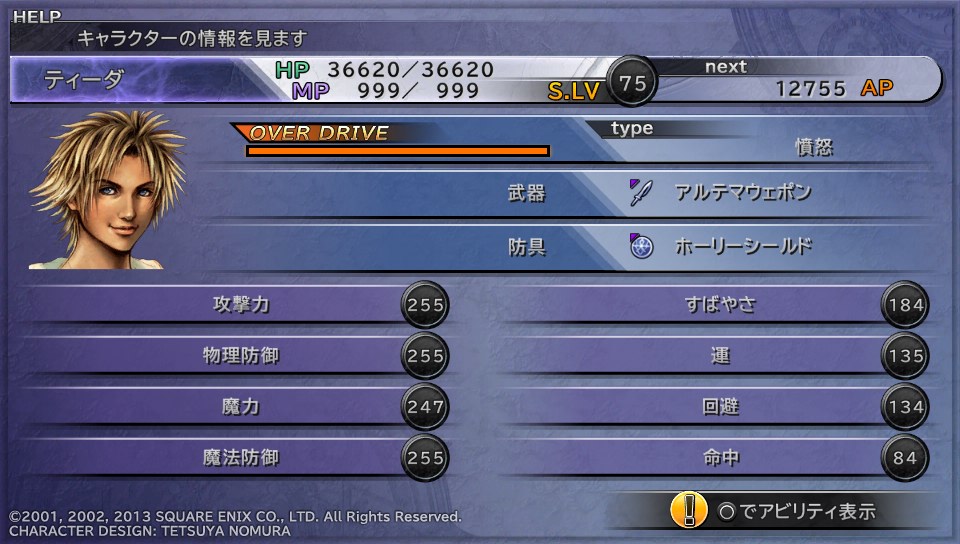 HELP
キャラクターの情報を見ます
ティーダ HP 36620／36620 S.LV 75 next
MP 999／ 999 12755 AP
OVER DRIVE type
憤怒
武器 アルテマウェポン
防具 ホーリーシールド
攻撃力 255 すばやさ 184
物理防御 255 運 135
魔力 247 回避 134
魔法防御 255 命中 84
! ○でアビリティ表示
©2001, 2002, 2013 SQUARE ENIX CO., LTD. All Rights Reserved.
CHARACTER DESIGN: TETSUYA NOMURA